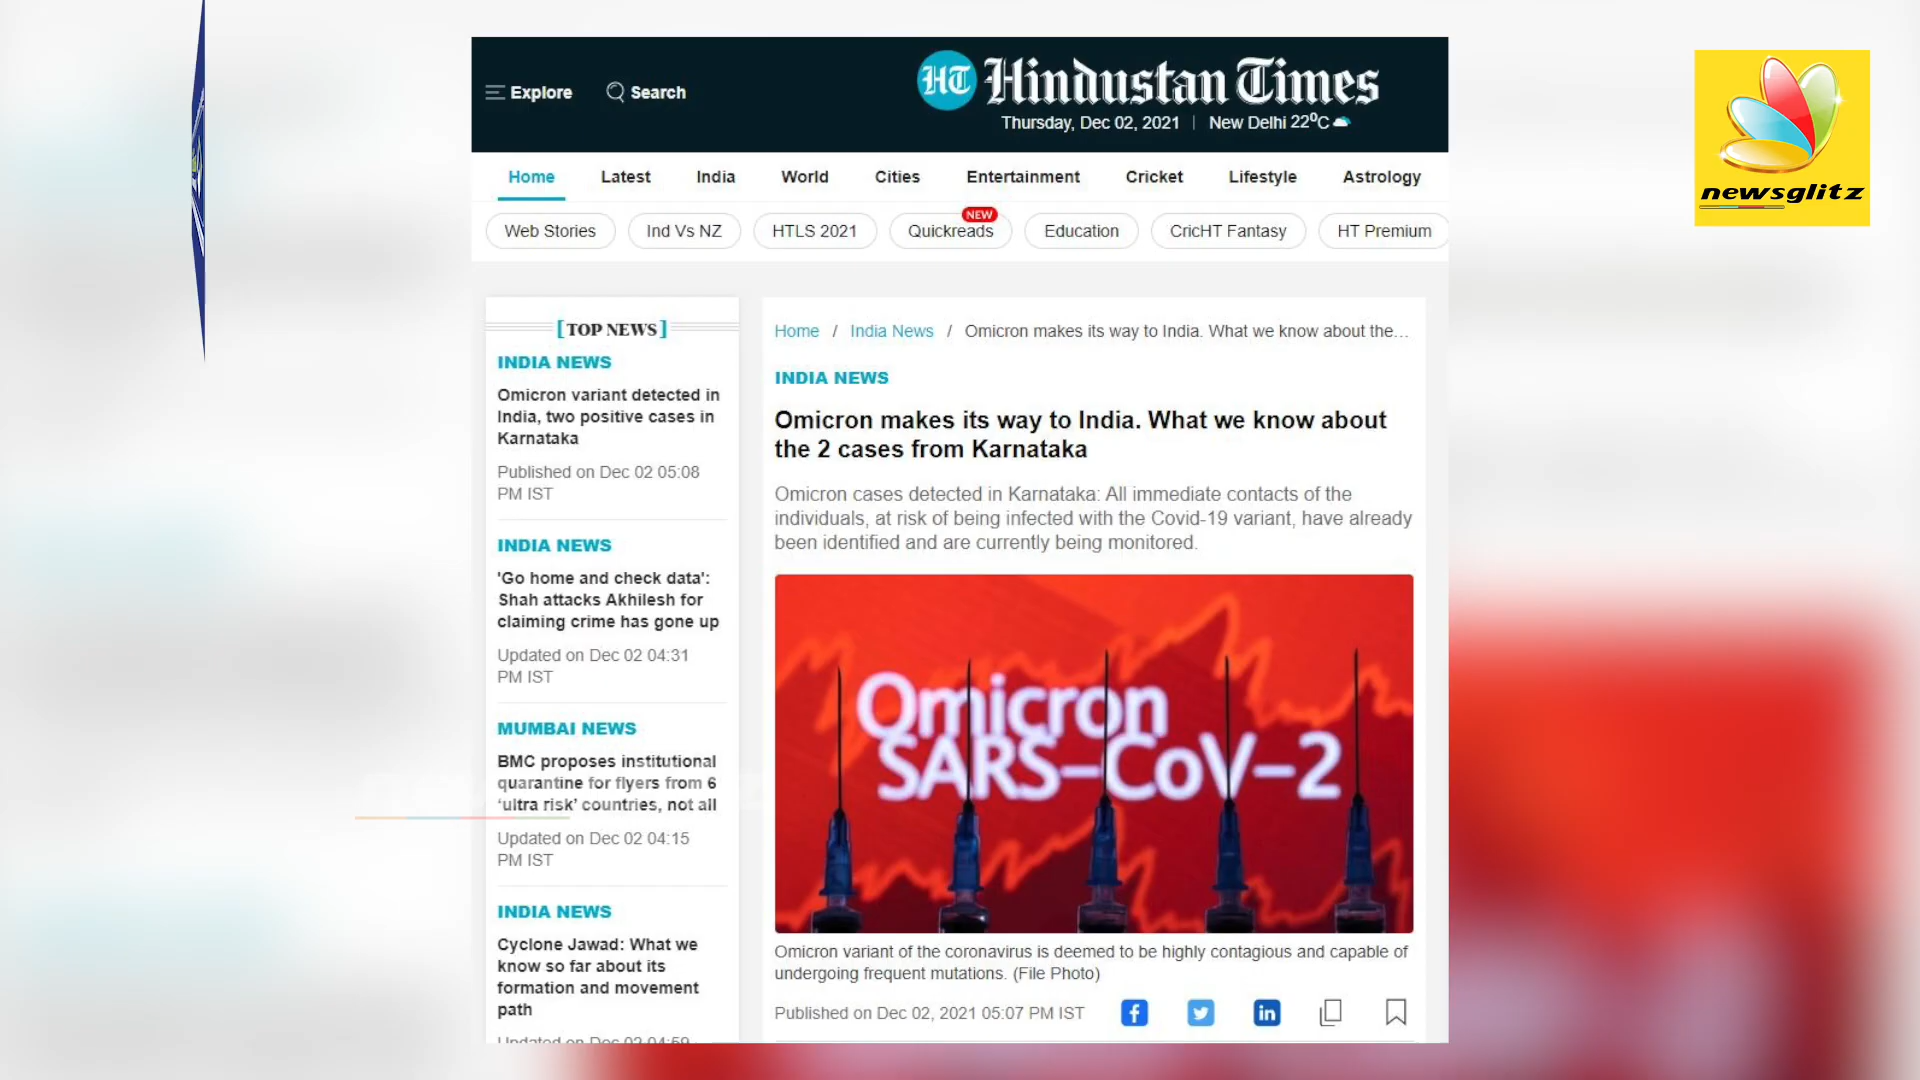 Explore
Search
HT Hindustan Times
Thursday, Dec 02, 2021 | New Delhi 22⁰C
newsglitz
Home
Latest
India
World
Cities
Entertainment
Cricket
Lifestyle
Astrology
Web Stories
Ind Vs NZ
HTLS 2021
NEW
Quickreads
Education
CricHT Fantasy
HT Premium
[TOP NEWS]
INDIA NEWS
Omicron variant detected in
India, two positive cases in
Karnataka
Published on Dec 02 05:08
PM IST
INDIA NEWS
'Go home and check data':
Shah attacks Akhilesh for
claiming crime has gone up
Updated on Dec 02 04:31
PM IST
MUMBAI NEWS
BMC proposes institutional
quarantine for flyers from 6
‘ultra risk’ countries, not all
Updated on Dec 02 04:15
PM IST
INDIA NEWS
Cyclone Jawad: What we
know so far about its
formation and movement
path
Updated on Dec 02 04:59
Home / India News / Omicron makes its way to India. What we know about the...
INDIA NEWS
Omicron makes its way to India. What we know about
the 2 cases from Karnataka
Omicron cases detected in Karnataka: All immediate contacts of the
individuals, at risk of being infected with the Covid-19 variant, have already
been identified and are currently being monitored.
Omicron
SARS-CoV-2
Omicron variant of the coronavirus is deemed to be highly contagious and capable of
undergoing frequent mutations. (File Photo)
Published on Dec 02, 2021 05:07 PM IST